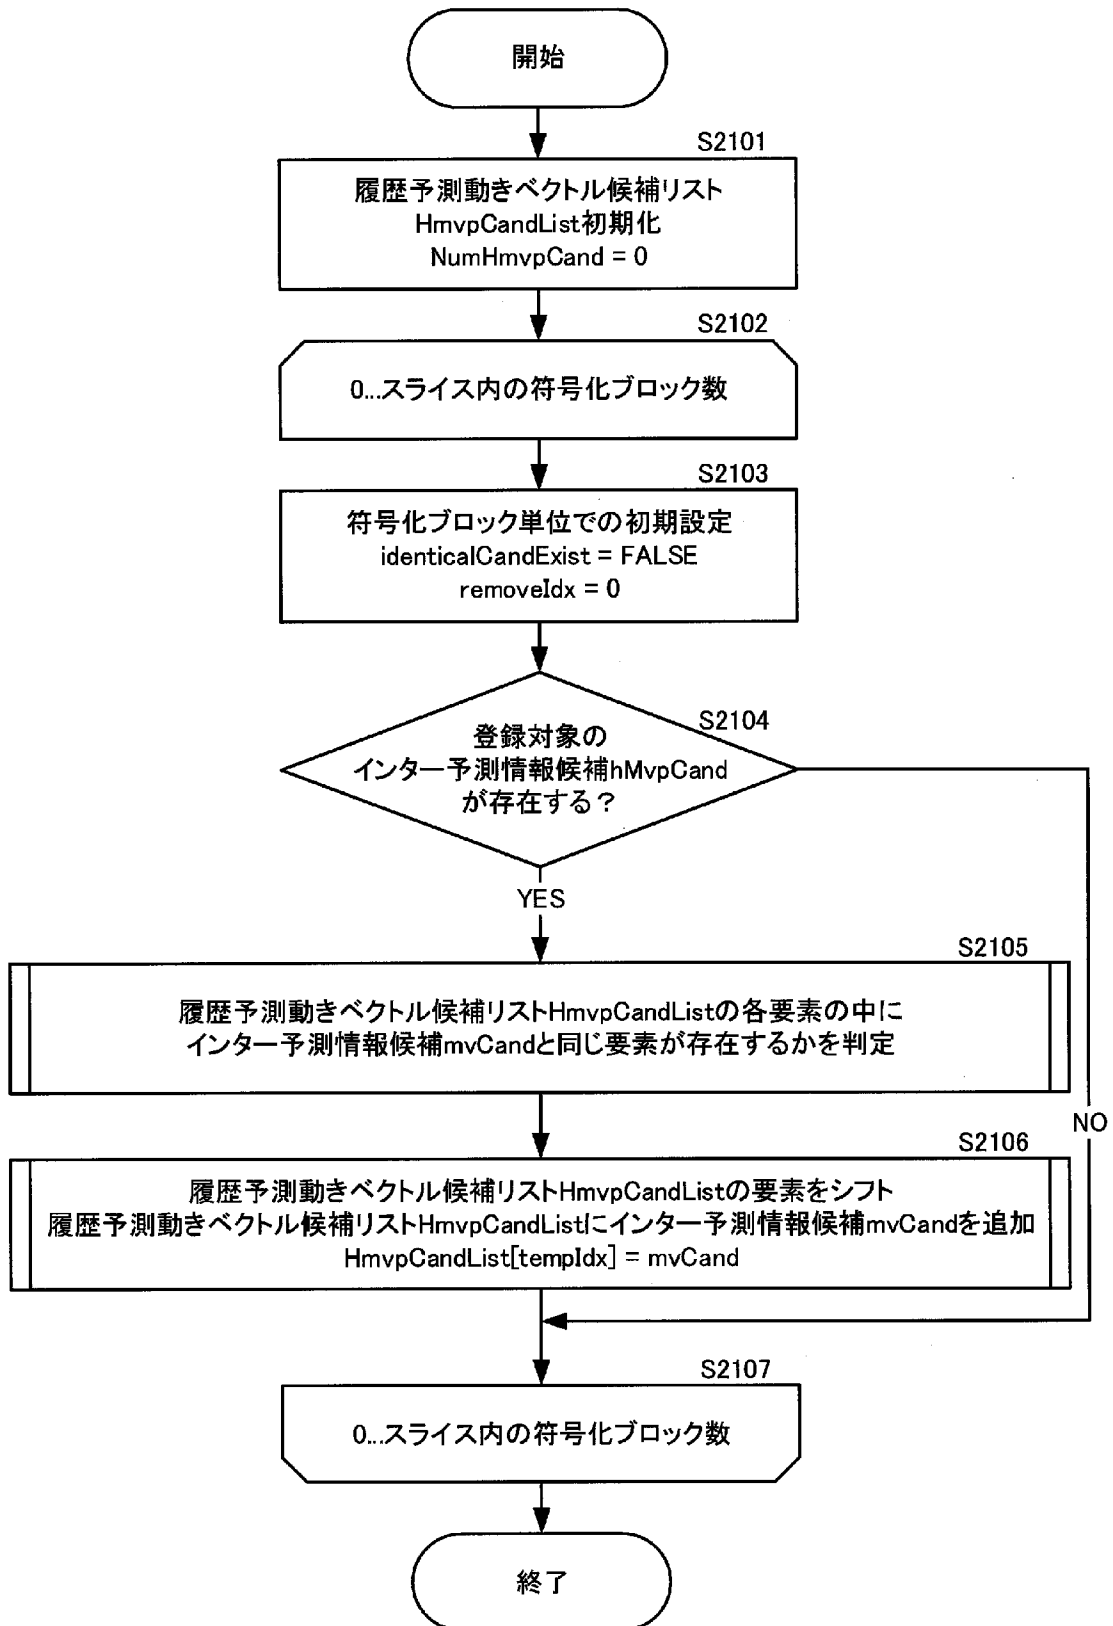 開始
S2101
履歴予測動きベクトル候補リスト
HmvpCandList初期化
NumHmvpCand = 0
S2102
0...スライス内の符号化ブロック数
S2103
符号化ブロック単位での初期設定
identicalCandExist = FALSE
removeIdx = 0
S2104
登録対象の
インター予測情報候補hMvpCand
が存在する？
YES
S2105
履歴予測動きベクトル候補リストHmvpCandListの各要素の中に
インター予測情報候補mvCandと同じ要素が存在するかを判定
NO
S2106
履歴予測動きベクトル候補リストHmvpCandListの要素をシフト
履歴予測動きベクトル候補リストHmvpCandListにインター予測情報候補mvCandを追加
HmvpCandList[tempIdx] = mvCand
S2107
0...スライス内の符号化ブロック数
終了